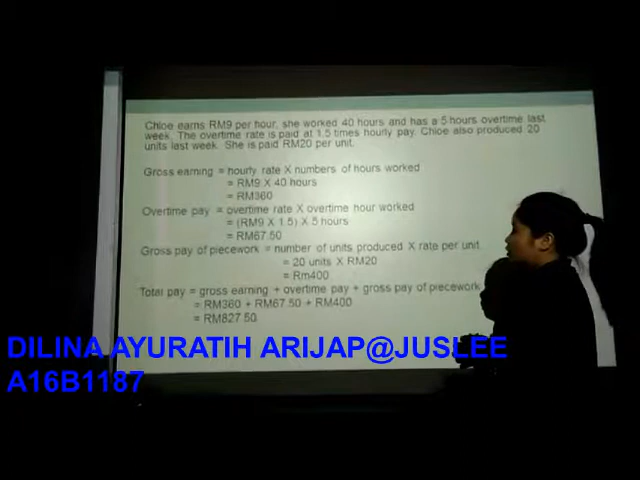 Chloe earns RM9 per hour, she worked 40 hours and has a 5 hours overtime last
week. The overtime rate is paid at 1.5 times hourly pay. Chloe also produced 20
units last week. She is paid RM20 per unit.
Gross earning = hourly rate X numbers of hours worked
= RM9 X 40 hours
= RM360
Overtime pay = overtime rate X overtime hour worked
= (RM9 X 1.5) X 5 hours
= RM67.50
Gross pay of piecework = number of units produced X rate per unit
= 20 units X RM20
= Rm400
Total pay = gross earning + overtime pay + gross pay of piecework
= RM360 + RM67.50 + RM400
= RM827.50
DILINA AYURATIH ARIJAP@JUSLEE
A16B1187